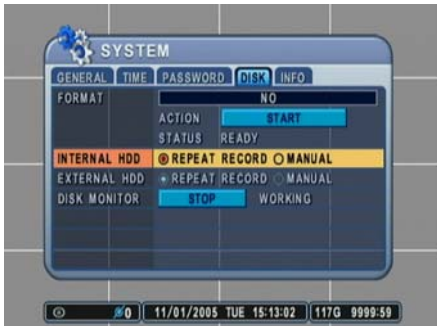 SYSTEM
GENERAL TIME PASSWORD DISK INFO
FORMAT NO
ACTION START
STATUS READY
INTERNAL HDD REPEAT RECORD MANUAL
EXTERNAL HDD REPEAT RECORD MANUAL
DISK MONITOR STOP WORKING
0 11/01/2005 TUE 15:13:02 117G 9999:59